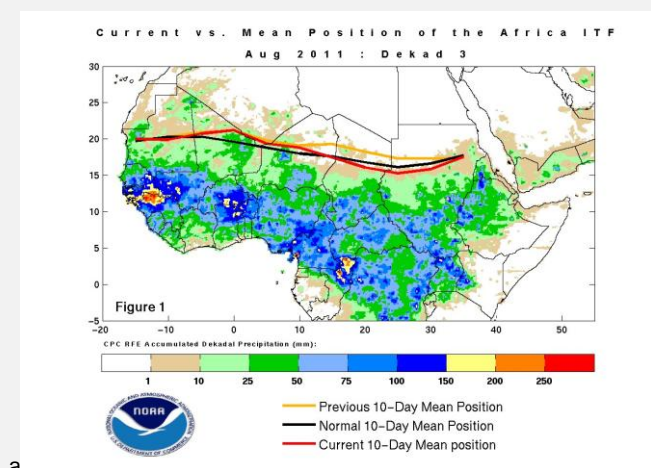 Current vs. Mean Position of the Africa ITF
Aug 2011 : Dekad 3
30
25
20
15
10
5
0
−5
Figure 1
−20 −10 0 10 20 30 40 50
CPC RFE Accumulated Dekadal Precipitation (mm):
1 10 25 50 75 100 150 200 250
NOAA
Previous 10−Day Mean Position
Normal 10−Day Mean Position
Current 10−Day Mean position
a